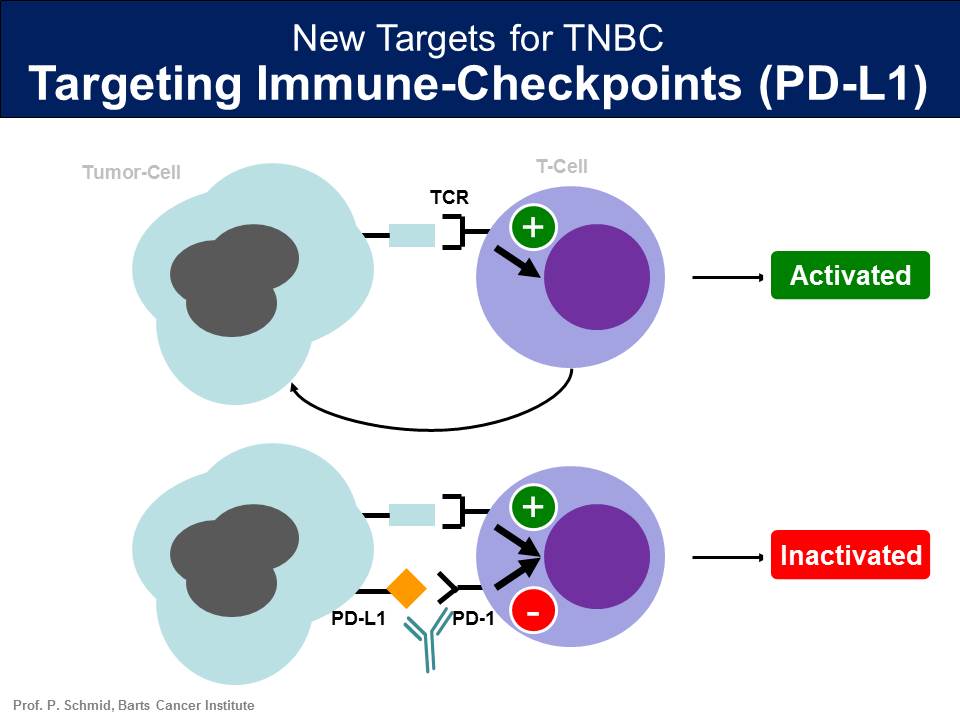 New Targets for TNBC
Targeting Immune-Checkpoints (PD-L1)
Tumor-Cell
T-Cell
TCR
+
Activated
+
Inactivated
PD-L1
PD-1
-
Prof. P. Schmid, Barts Cancer Institute